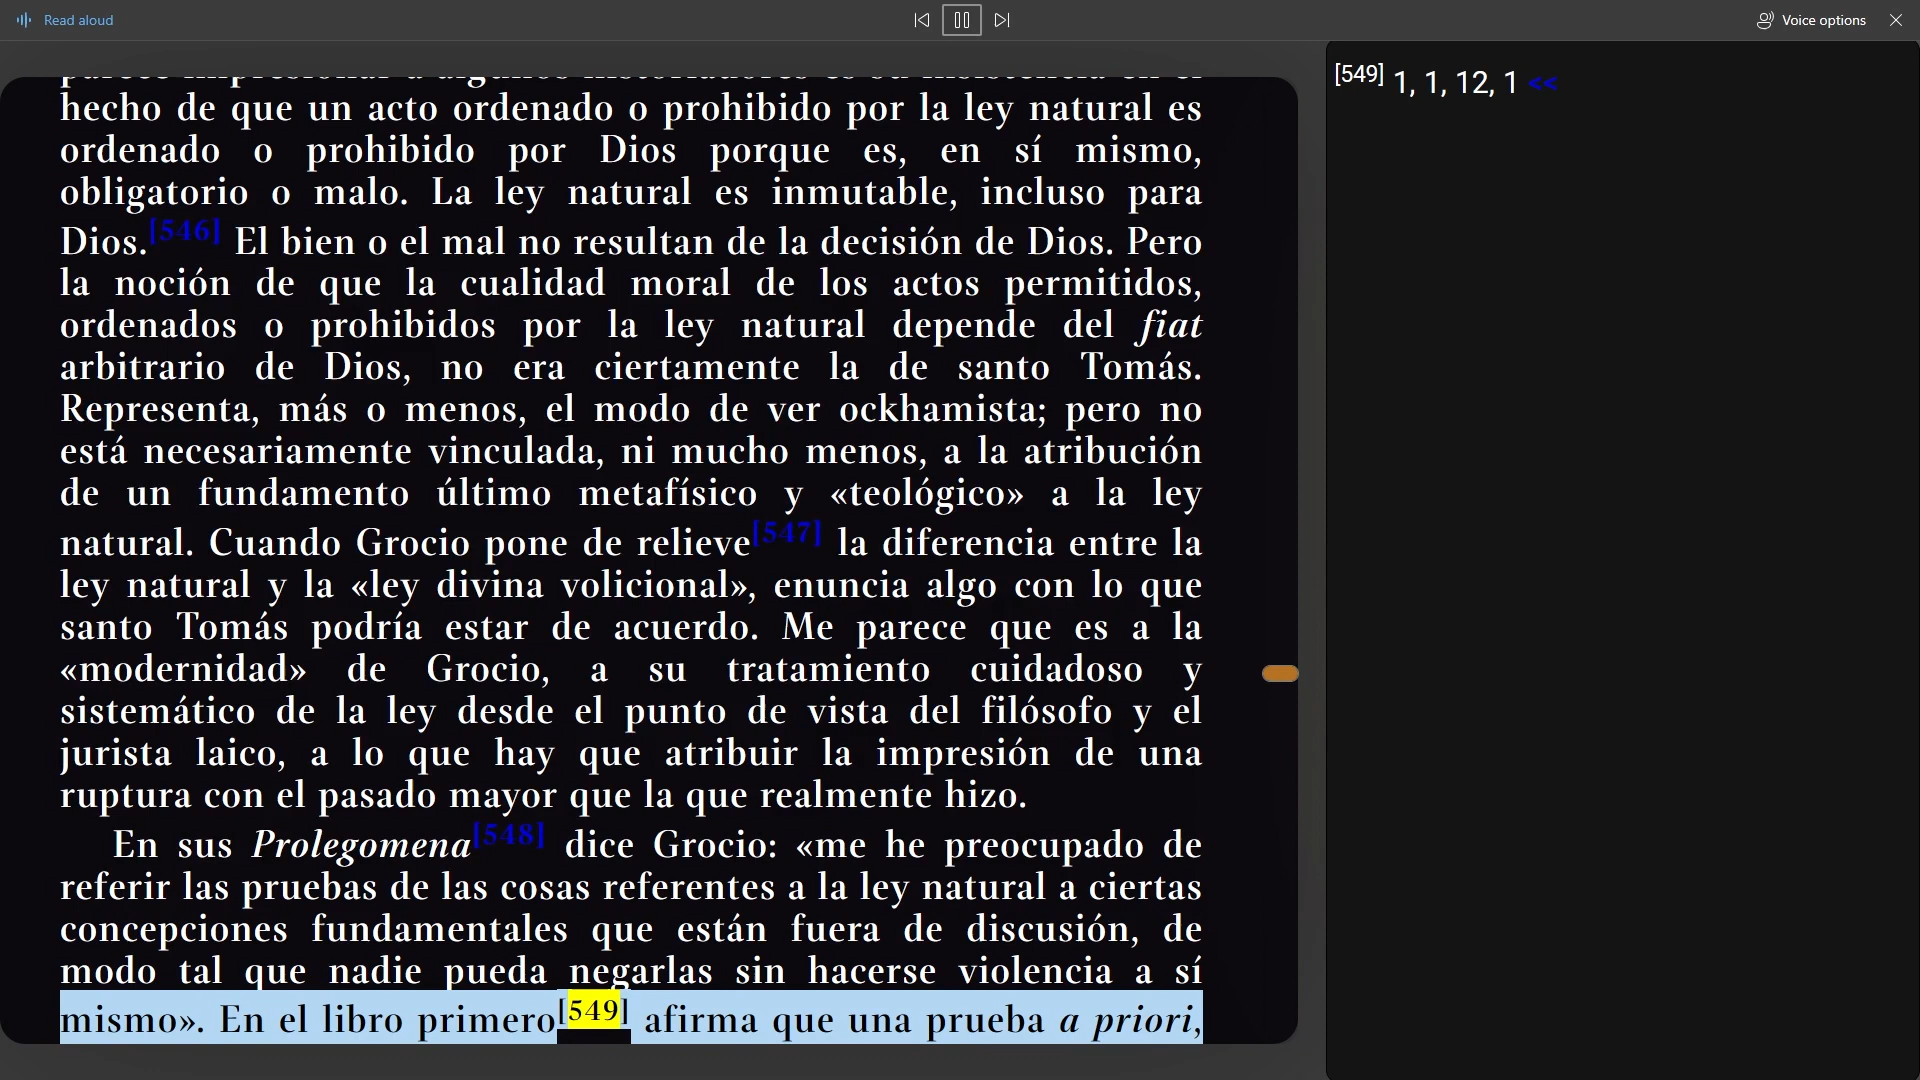 Read aloud
Voice options
hecho de que un acto ordenado o prohibido por la ley natural es
ordenado o prohibido por Dios porque es, en sí mismo,
obligatorio o malo. La ley natural es inmutable, incluso para
Dios.[546] El bien o el mal no resultan de la decisión de Dios. Pero
la noción de que la cualidad moral de los actos permitidos,
ordenados o prohibidos por la ley natural depende del fiat
arbitrario de Dios, no era ciertamente la de santo Tomás.
Representa, más o menos, el modo de ver ockhamista; pero no
está necesariamente vinculada, ni mucho menos, a la atribución
de un fundamento último metafísico y «teológico» a la ley
natural. Cuando Grocio pone de relieve[547] la diferencia entre la
ley natural y la «ley divina volicional», enuncia algo con lo que
santo Tomás podría estar de acuerdo. Me parece que es a la
«modernidad» de Grocio, a su tratamiento cuidadoso y
sistemático de la ley desde el punto de vista del filósofo y el
jurista laico, a lo que hay que atribuir la impresión de una
ruptura con el pasado mayor que la que realmente hizo.
En sus Prolegomena[548] dice Grocio: «me he preocupado de
referir las pruebas de las cosas referentes a la ley natural a ciertas
concepciones fundamentales que están fuera de discusión, de
modo tal que nadie pueda negarlas sin hacerse violencia a sí
mismo». En el libro primero[549] afirma que una prueba a priori,
[549] 1, 1, 12, 1 <<